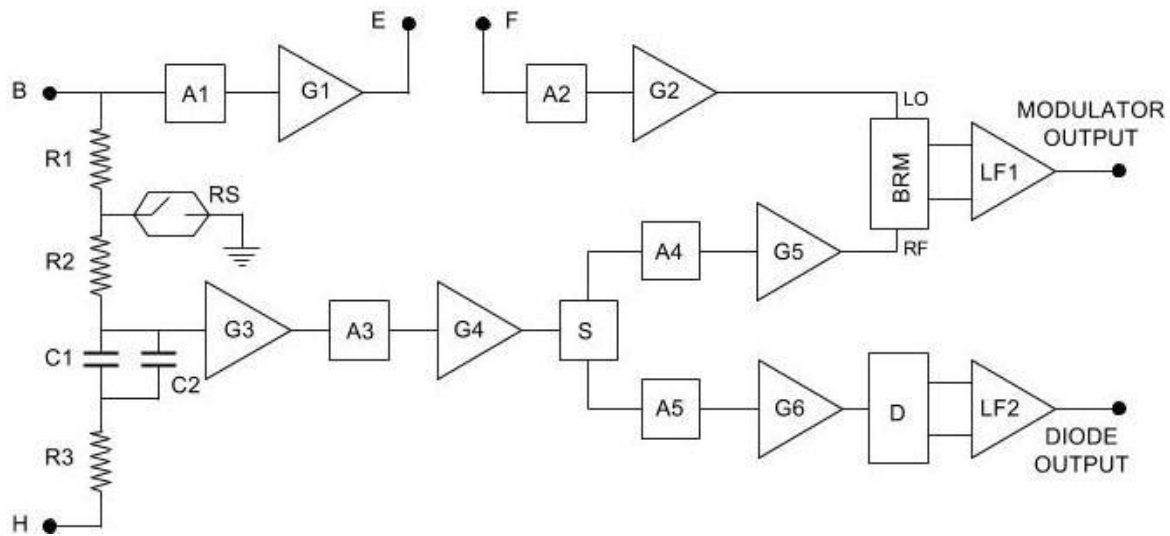 E
F
B
A1
G1
A2
G2
LO
MODULATOR
OUTPUT
R1
BRM
LF1
RS
A4
G5
RF
R2
G3
A3
G4
S
C1
C2
A5
G6
D
LF2
R3
DIODE
OUTPUT
H